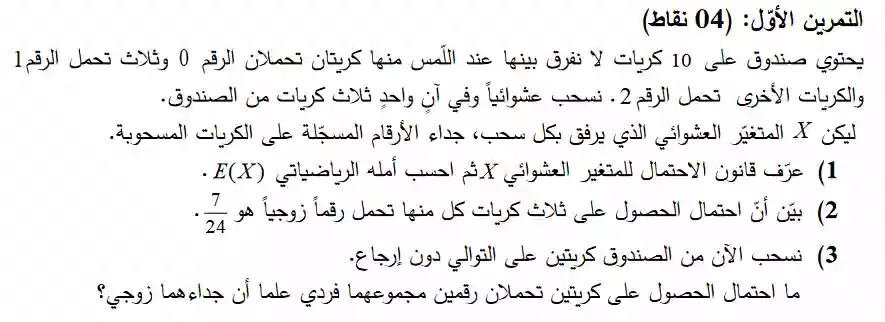 التمرين الأوّل: (04 نقاط)
يحتوي صندوق على 10 كريات لا نفرق بينها عند اللّمس منها كريتان تحملان الرقم 0 وثلاث تحمل الرقم 1
والكريات الأخرى تحمل الرقم 2. نسحب عشوائياً وفي آنٍ واحدٍ ثلاث كريات من الصندوق.
ليكن X المتغيّر العشوائي الذي يرفق بكل سحب، جداء الأرقام المسجّلة على الكريات المسحوبة.
1) عرّف قانون الاحتمال للمتغير العشوائي X ثم احسب أمله الرياضياتي E(X).
2) بيّن أنّ احتمال الحصول على ثلاث كريات كل منها تحمل رقماً زوجياً هو 7/24.
3) نسحب الآن من الصندوق كريتين على التوالي دون إرجاع.
ما احتمال الحصول على كريتين تحملان رقمين مجموعهما فردي علما أن جداءهما زوجي؟